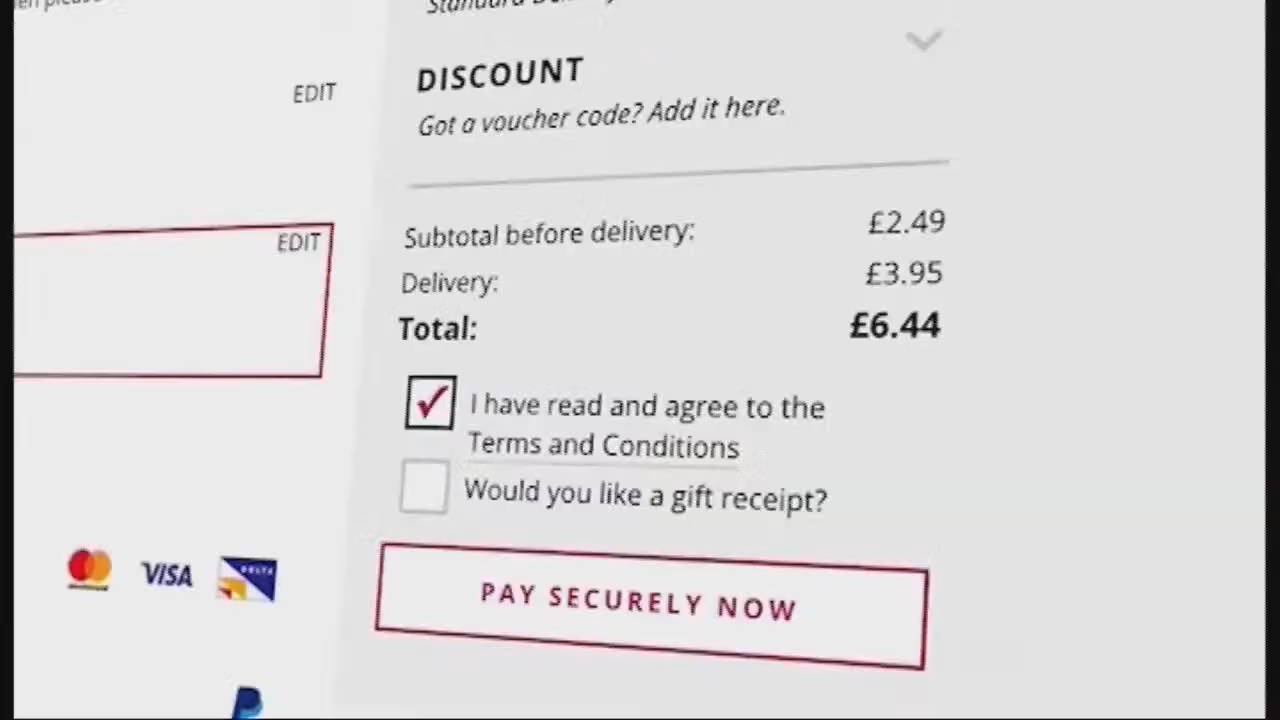 EDIT
EDIT
VISA
DELTA
DISCOUNT
Got a voucher code? Add it here.
Subtotal before delivery: £2.49
Delivery: £3.95
Total: £6.44
I have read and agree to the
Terms and Conditions
Would you like a gift receipt?
PAY SECURELY NOW